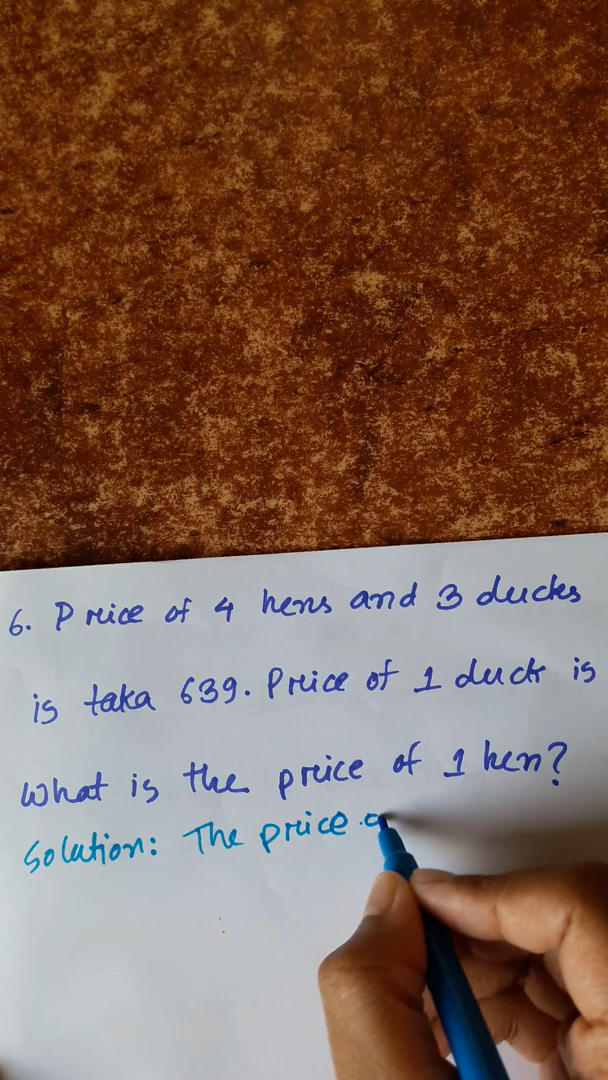 6. Price of 4 hens and 3 ducks
is taka 639. Price of 1 duck is
What is the price of 1 hen?
Solution: The price